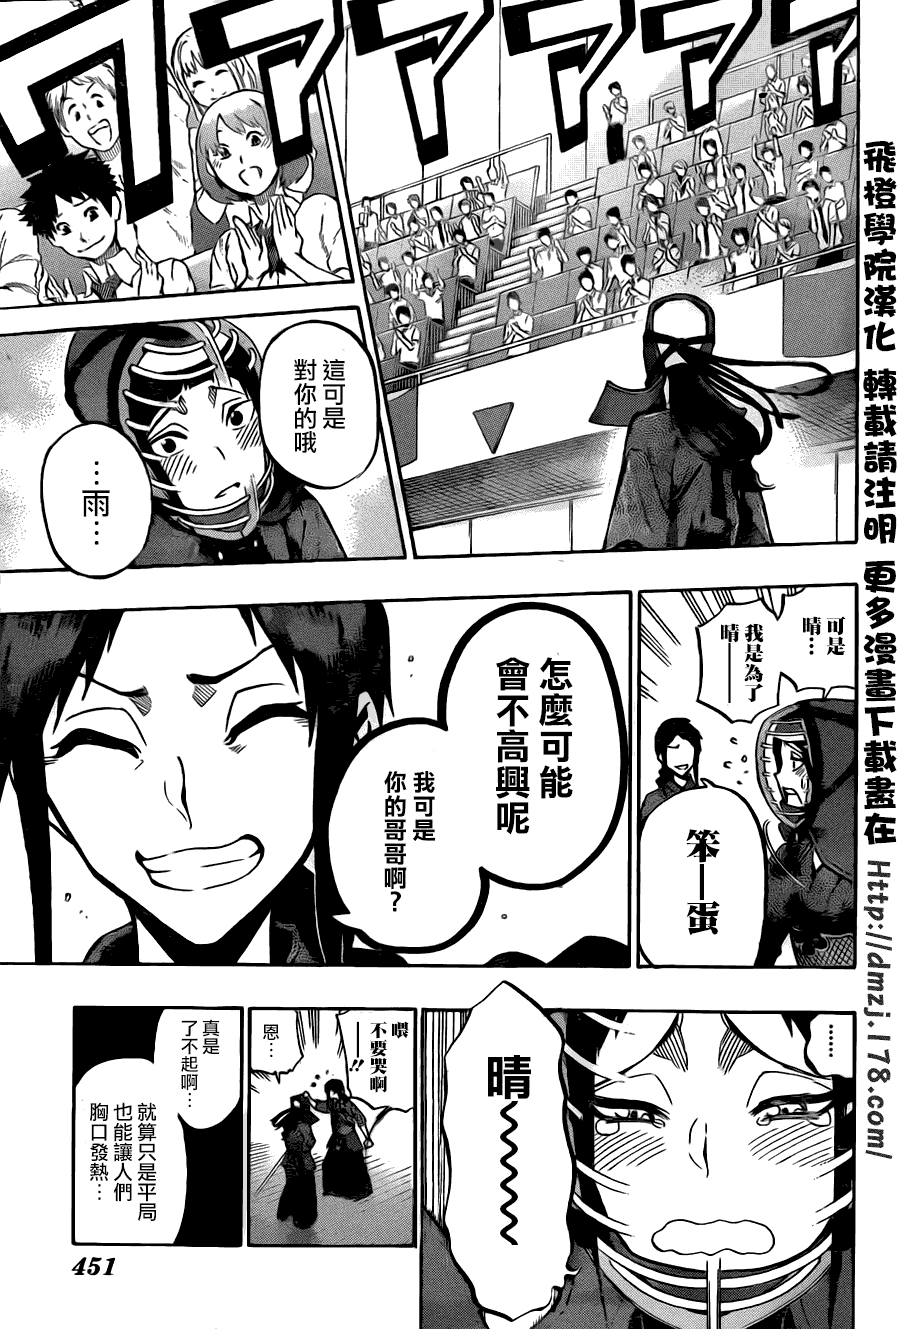 ワァァァァァ
這可是
對你的哦
…雨…
可是
晴…
我是為了
晴——
笨—蛋
怎麼可能
會不高興呢
我可是
你的哥哥啊?
………
晴~~~~
喂
不要哭啊
——!!
恩…
真是
了不起啊…
就算只是平局
也能讓人們
胸口發熱…
451
飛橙學院漢化 轉載請注明 更多漫畫下載盡在 Http://dmzj.178.com/